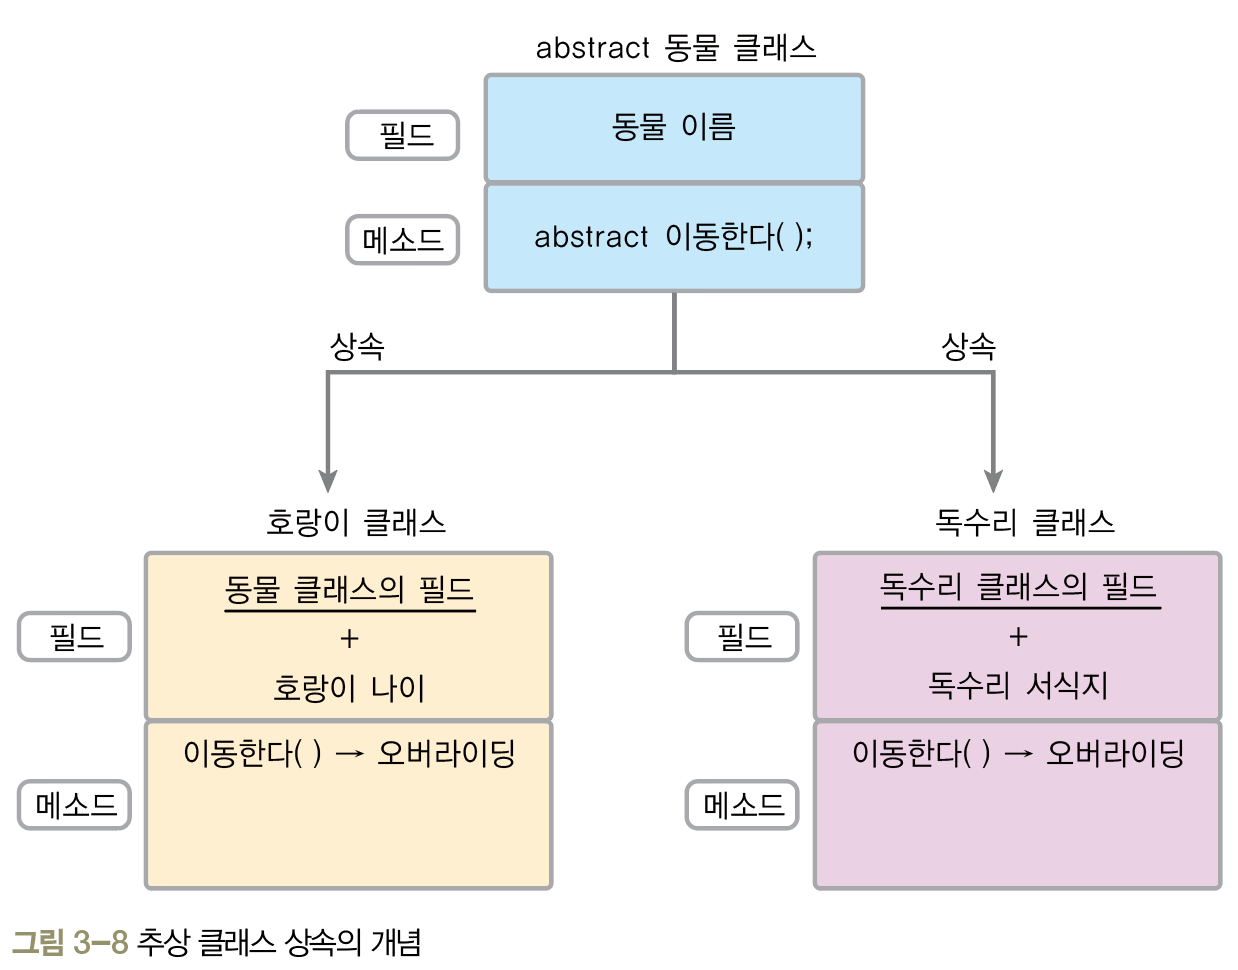 abstract 동물 클래스
필드
동물 이름
메소드
abstract 이동한다( );
상속
상속
호랑이 클래스
필드
동물 클래스의 필드
+
호랑이 나이
메소드
이동한다( ) → 오버라이딩
독수리 클래스
필드
독수리 클래스의 필드
+
독수리 서식지
메소드
이동한다( ) → 오버라이딩
그림 3-8 추상 클래스 상속의 개념